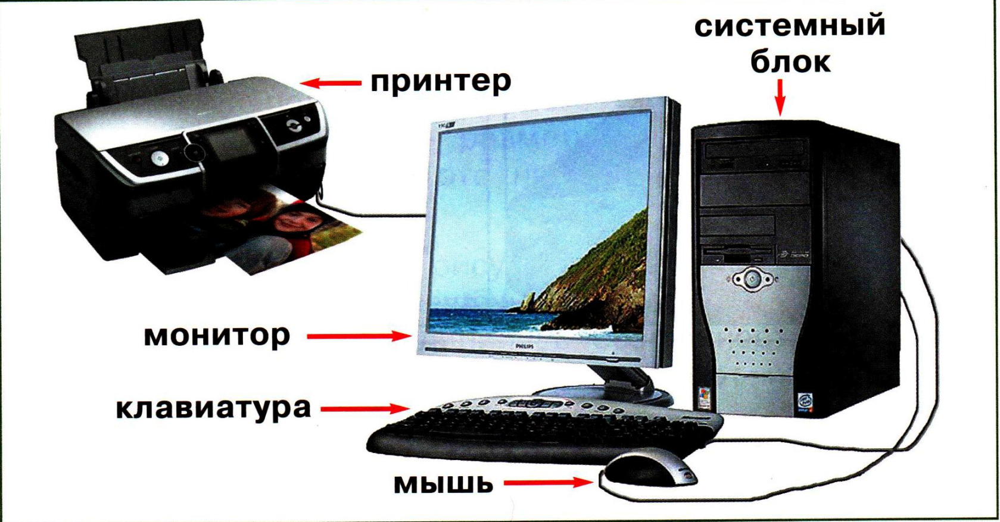 системный
блок
принтер
монитор
PHILIPS
клавиатура
мышь